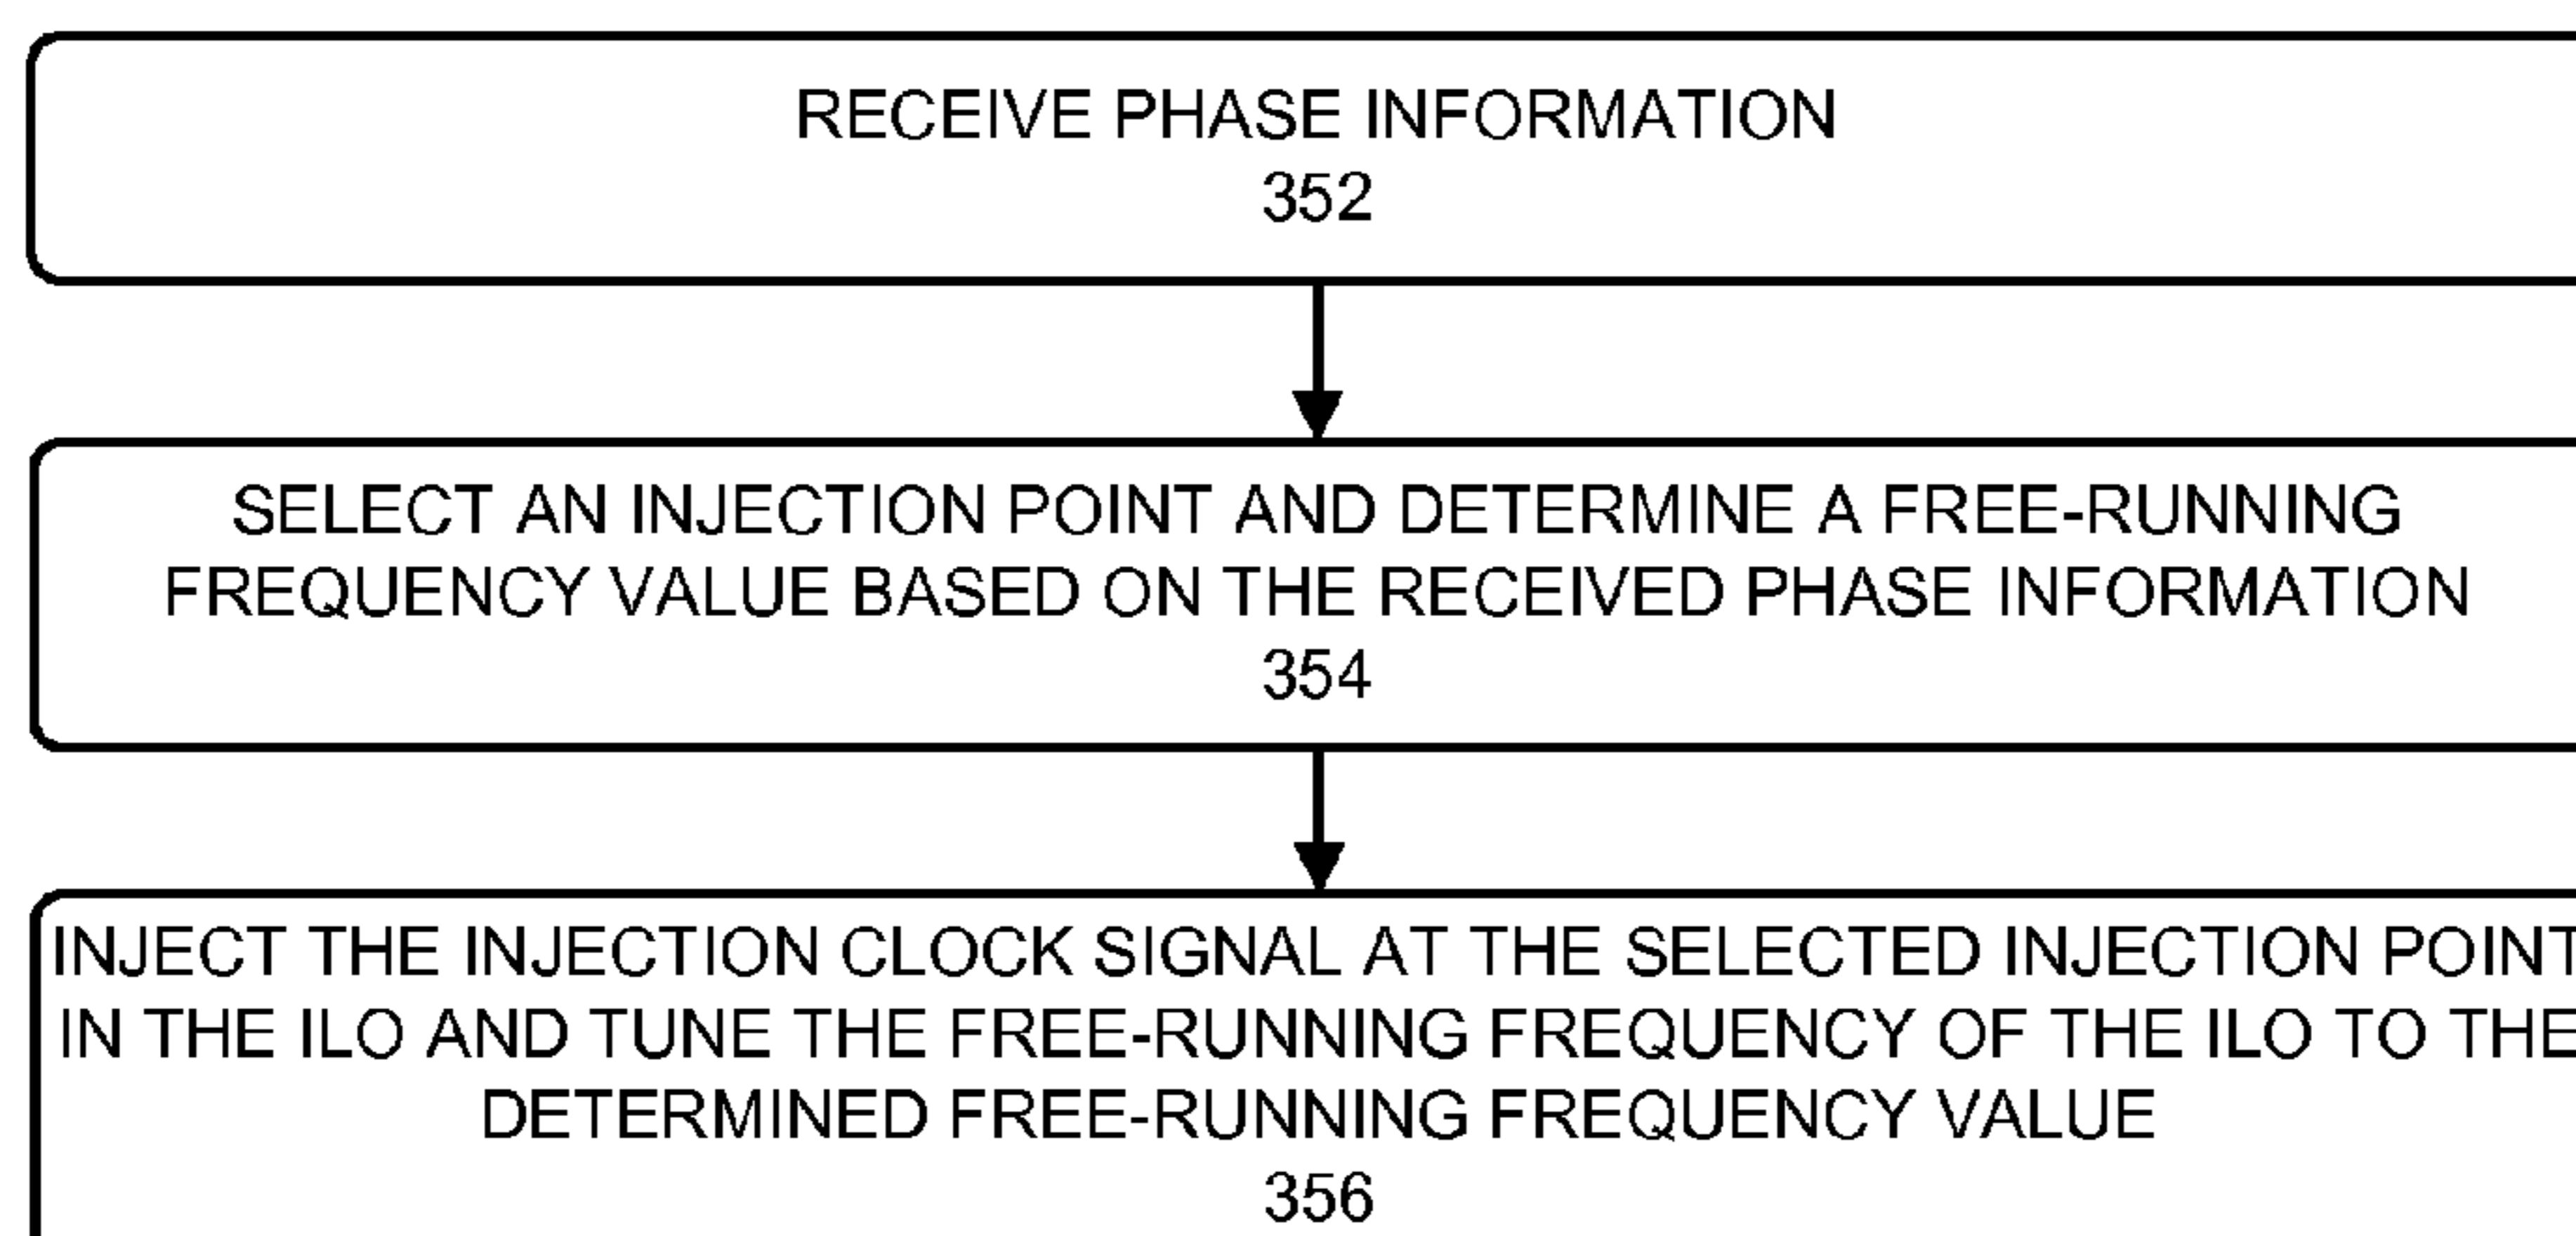 RECEIVE PHASE INFORMATION
352
SELECT AN INJECTION POINT AND DETERMINE A FREE-RUNNING
FREQUENCY VALUE BASED ON THE RECEIVED PHASE INFORMATION
354
INJECT THE INJECTION CLOCK SIGNAL AT THE SELECTED INJECTION POINT
IN THE ILO AND TUNE THE FREE-RUNNING FREQUENCY OF THE ILO TO THE
DETERMINED FREE-RUNNING FREQUENCY VALUE
356